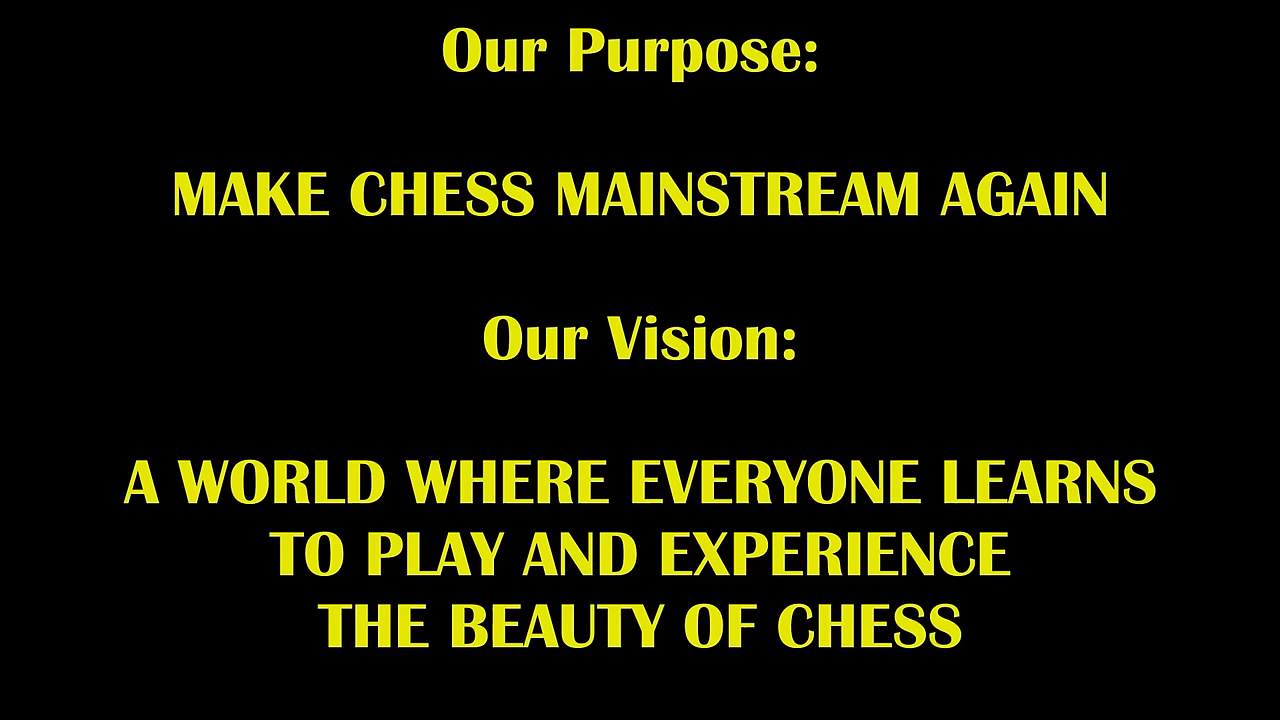 Our Purpose:
MAKE CHESS MAINSTREAM AGAIN
Our Vision:
A WORLD WHERE EVERYONE LEARNS
TO PLAY AND EXPERIENCE
THE BEAUTY OF CHESS